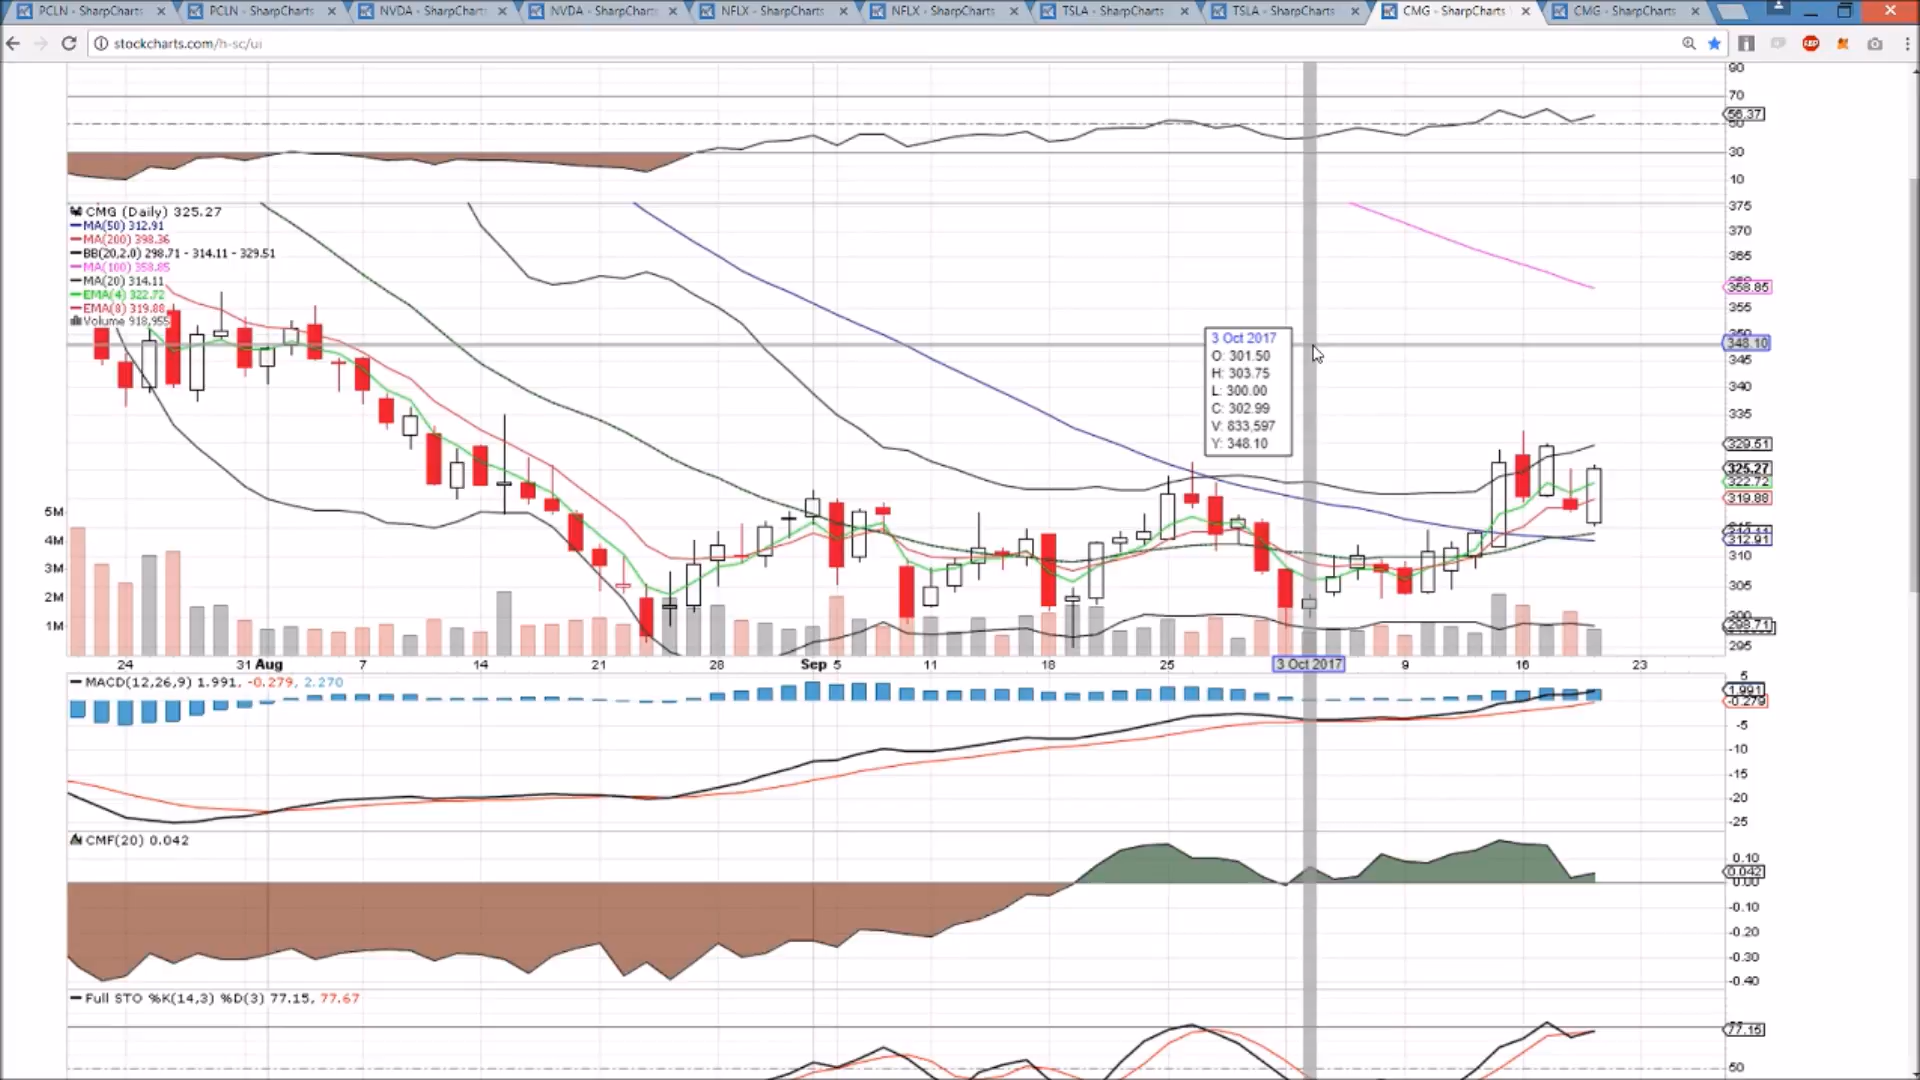 PCLN - SharpCharts
PCLN - SharpCharts
NVDA - SharpCharts
NVDA - SharpCharts
NFLX - SharpCharts
NFLX - SharpCharts
TSLA - SharpCharts
TSLA - SharpCharts
CMG - SharpCharts
CMG - SharpCharts
stockcharts.com/h-sc/ui
90
70
56.37
50
30
10
CMG (Daily) 325.27
MA(50) 312.91
MA(200) 398.36
BB(20,2.0) 298.71 - 314.11 - 329.51
MA(100) 358.85
MA(20) 314.11
EMA(4) 322.72
EMA(8) 319.88
Volume 918,955
375
370
365
358.85
355
350
348.10
345
340
335
329.51
325.27
322.72
319.88
315
314.11
312.91
310
305
300
298.71
295
3 Oct 2017
O: 301.50
H: 303.75
L: 300.00
C: 302.99
V: 833,597
Y: 348.10
5M
4M
3M
2M
1M
24 31 Aug 7 14 21 28 Sep 5 11 18 25 3 Oct 2017 9 16 23
MACD(12,26,9) 1.991, -0.279, 2.270
5
1.991
-0.279
-5
-10
-15
-20
-25
CMF(20) 0.042
0.10
0.042
0.00
-0.10
-0.20
-0.30
-0.40
Full STO %K(14,3) %D(3) 77.15, 77.67
77.15
50